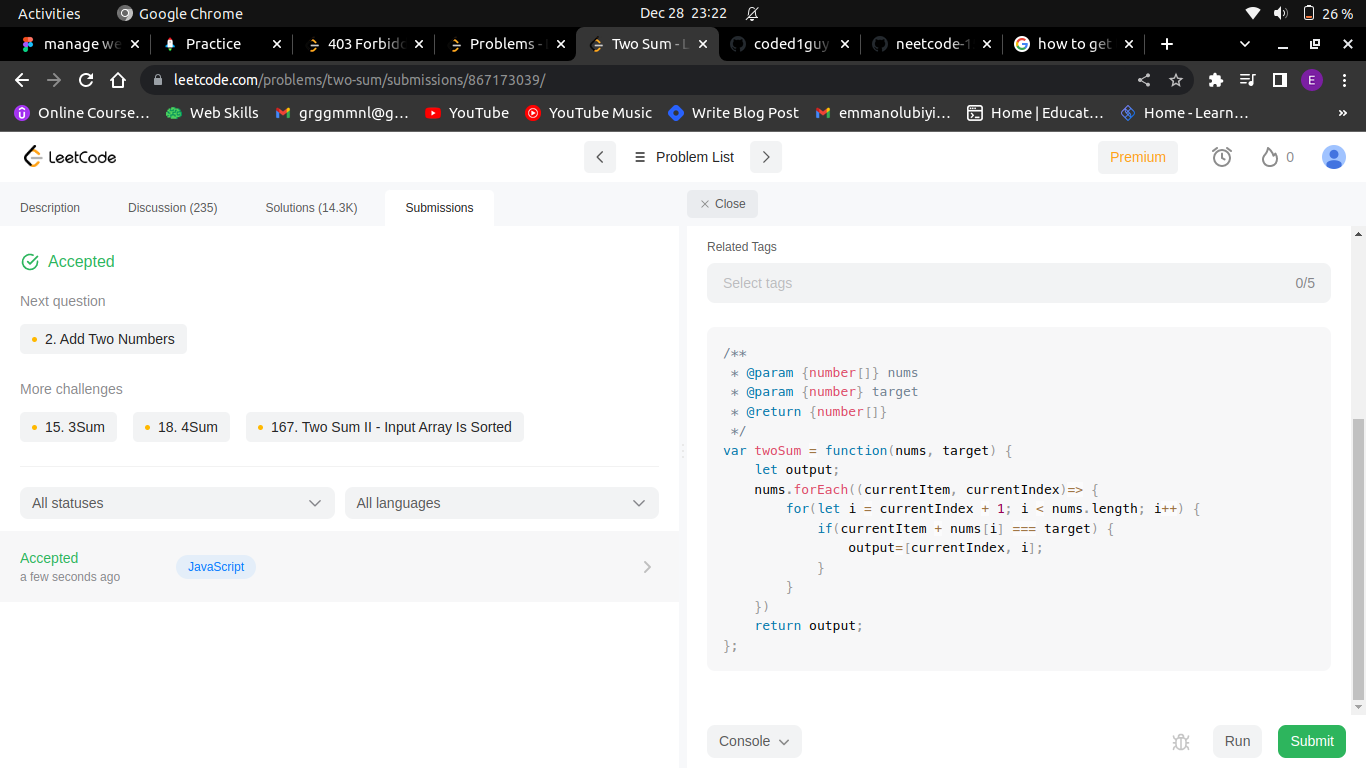 Activities
Google Chrome
Dec 28 23:22
26 %
manage we
Practice
403 Forbid
Problems -
Two Sum - L
coded1guy
neetcode-1
how to get
leetcode.com/problems/two-sum/submissions/867173039/
E
Online Course…
Web Skills
grggmmnl@g…
YouTube
YouTube Music
Write Blog Post
emmanolubiyi…
Home | Educat…
Home - Learn…
»
LeetCode
Problem List
Premium
0
Description
Discussion (235)
Solutions (14.3K)
Submissions
Close
Accepted
Next question
2. Add Two Numbers
More challenges
15. 3Sum
18. 4Sum
167. Two Sum II - Input Array Is Sorted
All statuses
All languages
Accepted
a few seconds ago
JavaScript
Related Tags
Select tags
0/5
/**
 * @param {number[]} nums
 * @param {number} target
 * @return {number[]}
 */
var twoSum = function(nums, target) {
    let output;
    nums.forEach((currentItem, currentIndex)=> {
        for(let i = currentIndex + 1; i < nums.length; i++) {
            if(currentItem + nums[i] === target) {
                output=[currentIndex, i];
            }
        }
    })
    return output;
};
Console
Run
Submit